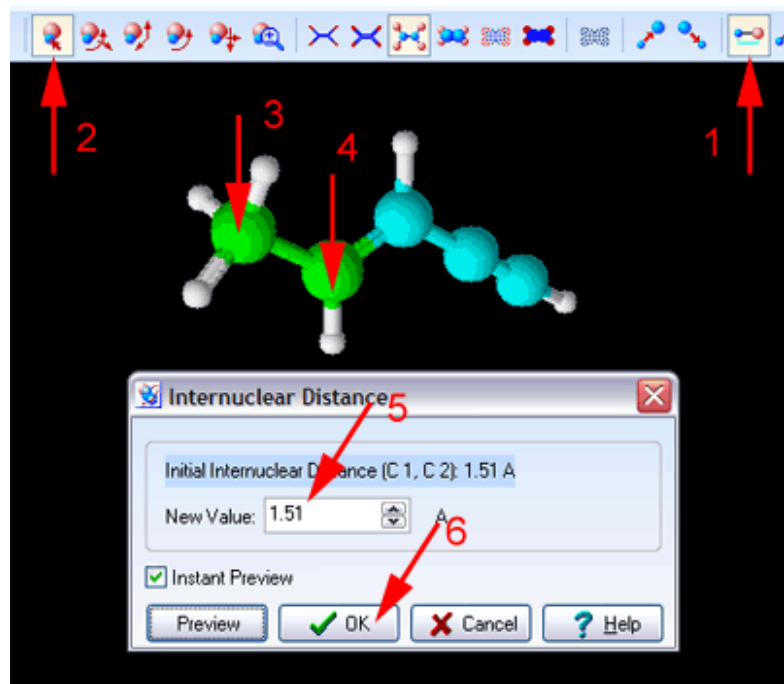 2
3
4
1
Internuclear Distance
5
Initial Internuclear Distance (C 1, C 2): 1.51 A
New Value: 1.51 A
6
Instant Preview
Preview OK Cancel ? Help